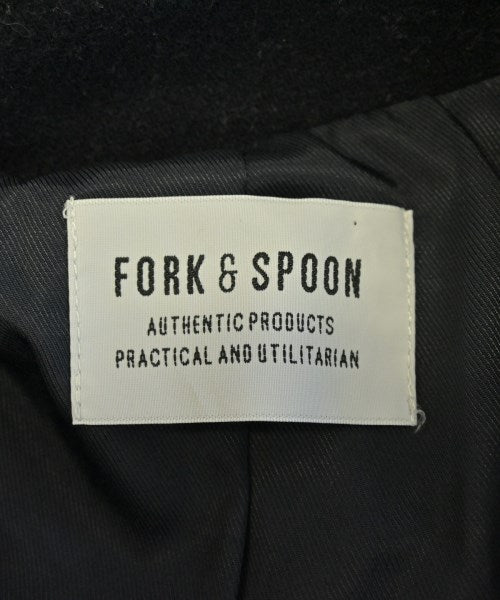 FORK & SPOON
AUTHENTIC PRODUCTS
PRACTICAL AND UTILITARIAN